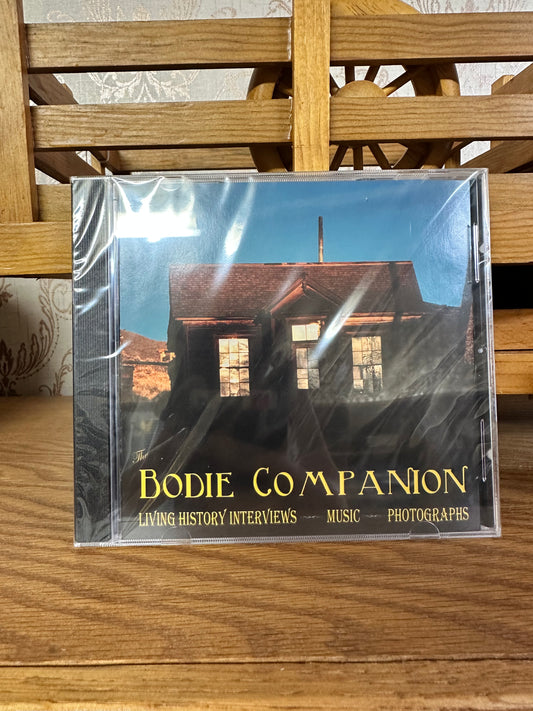 The
BODIE COMPANION
LIVING HISTORY INTERVIEWS ~ MUSIC ~ PHOTOGRAPHS